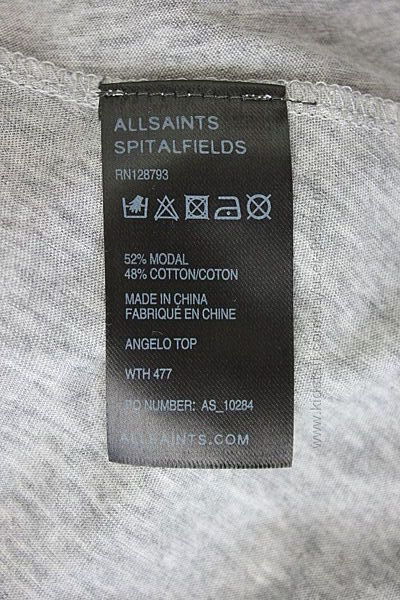 ALLSAINTS
SPITALFIELDS
RN128793
52% MODAL
48% COTTON/COTON
MADE IN CHINA
FABRIQUÉ EN CHINE
ANGELO TOP
WTH 477
PO NUMBER: AS_10284
ALLSAINTS.COM